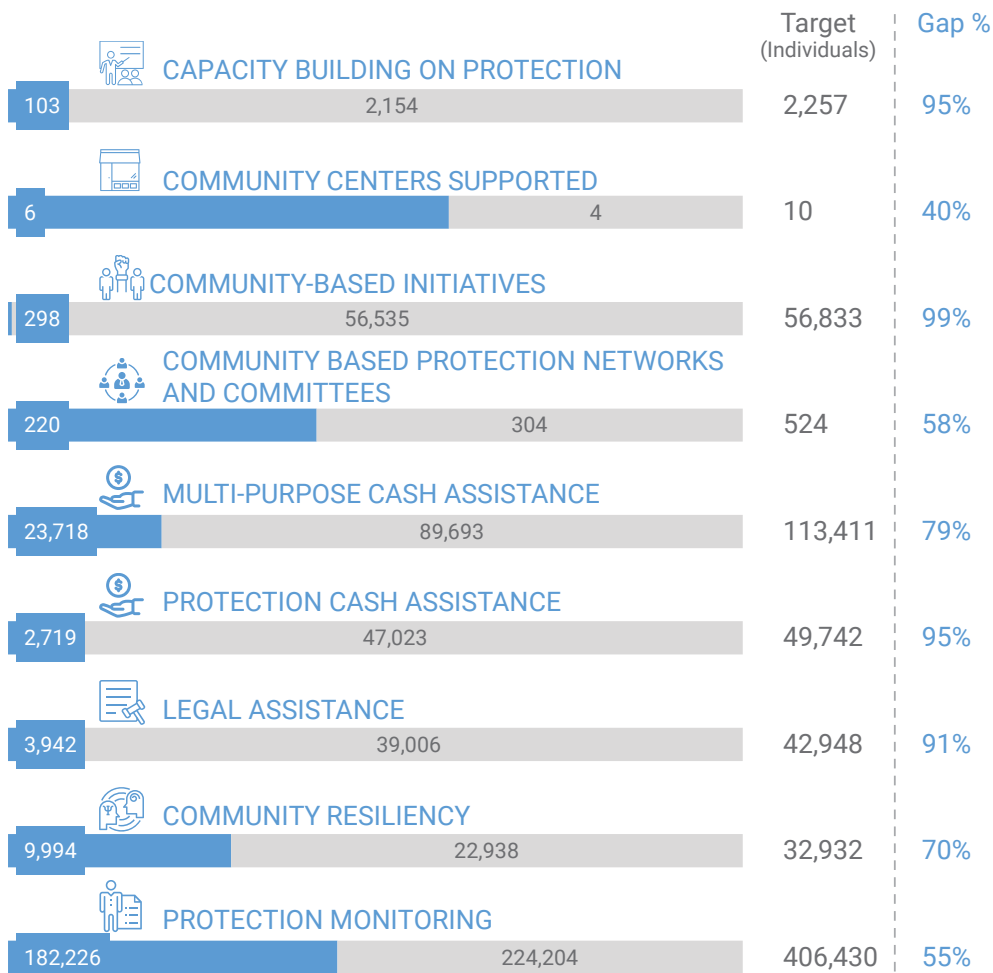 Target Gap %
(Individuals)
CAPACITY BUILDING ON PROTECTION
103 2,154 2,257 95%
COMMUNITY CENTERS SUPPORTED
6 4 10 40%
COMMUNITY-BASED INITIATIVES
298 56,535 56,833 99%
COMMUNITY BASED PROTECTION NETWORKS
AND COMMITTEES
220 304 524 58%
MULTI-PURPOSE CASH ASSISTANCE
23,718 89,693 113,411 79%
PROTECTION CASH ASSISTANCE
2,719 47,023 49,742 95%
LEGAL ASSISTANCE
3,942 39,006 42,948 91%
COMMUNITY RESILIENCY
9,994 22,938 32,932 70%
PROTECTION MONITORING
182,226 224,204 406,430 55%